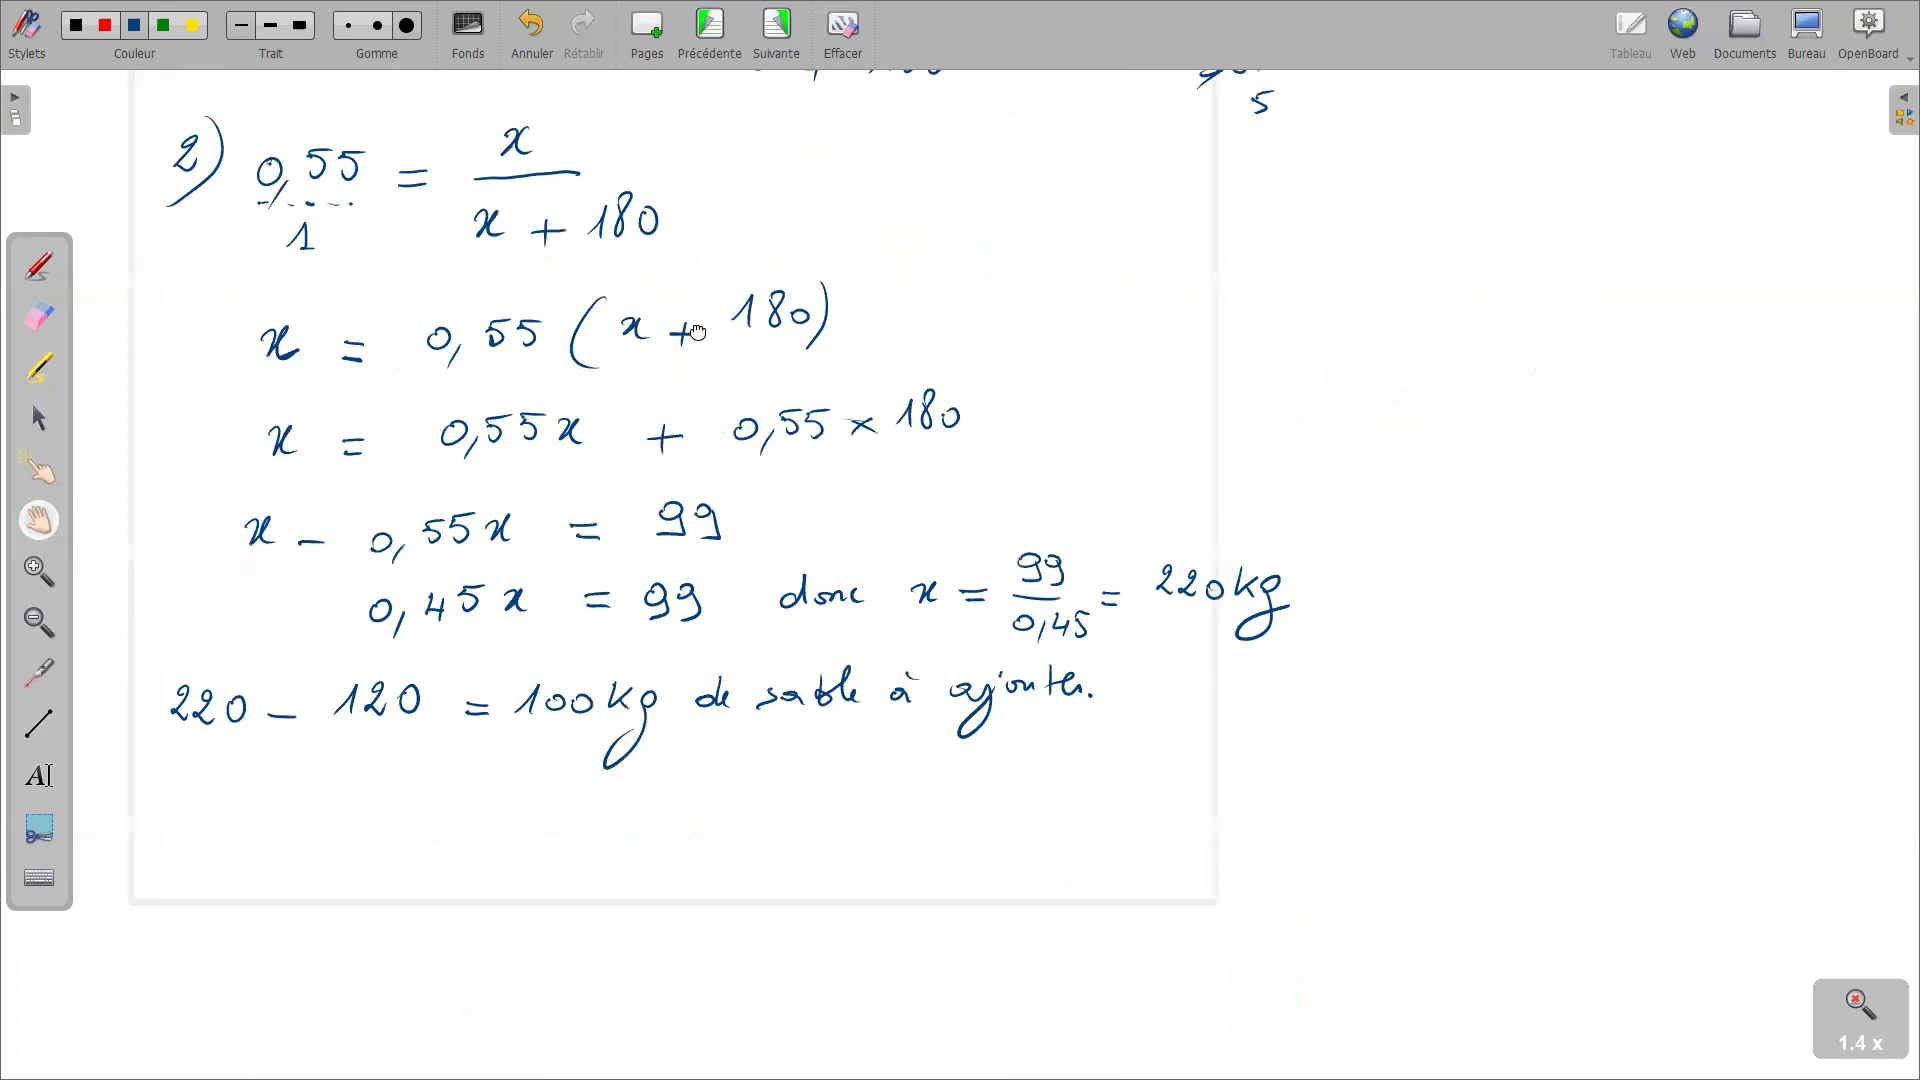 Stylets Couleur Trait Gomme Fonds Annuler Rétablir Pages Précédente Suivante Effacer Tableau Web Documents Bureau OpenBoard
5
2) 0,55 / 1 = x / x + 180
x = 0,55 ( x + 180)
x = 0,55x + 0,55 × 180
x - 0,55x = 99
0,45x = 99 donc x = 99 / 0,45 = 220kg
220 - 120 = 100kg de sable à ajouter.
AI
1.4 x